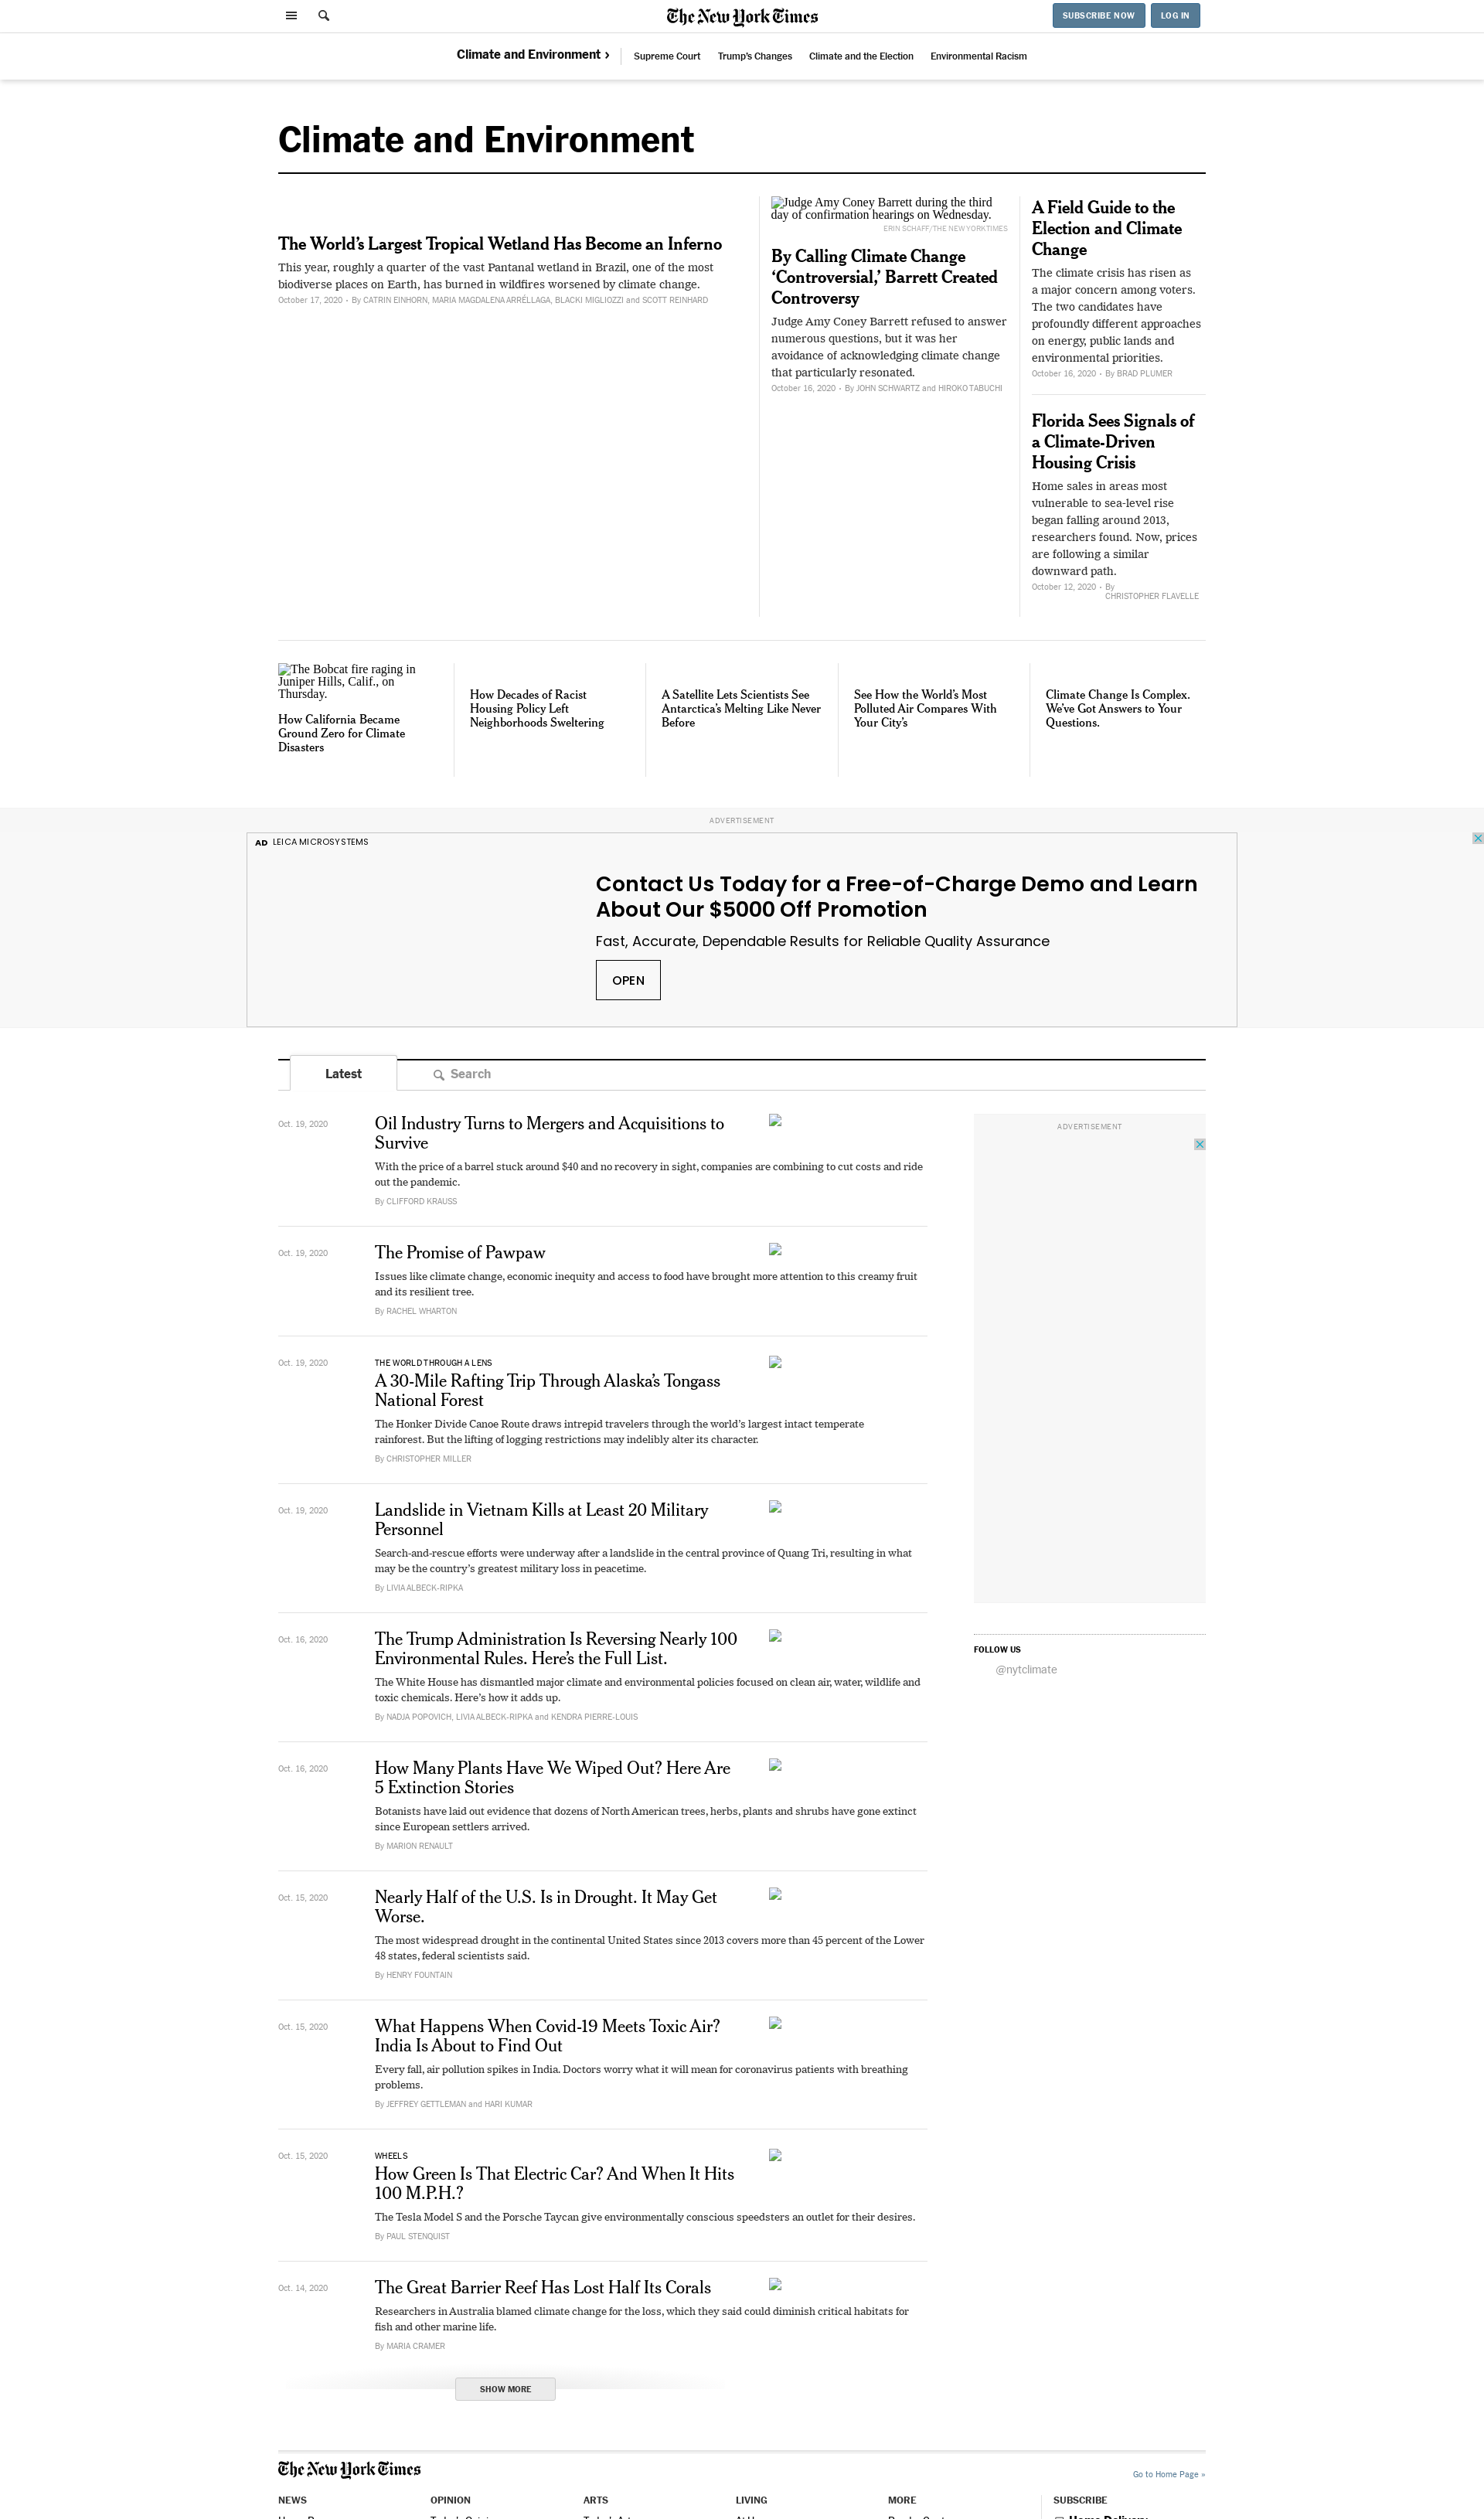 The New York Times
SUBSCRIBE NOW
LOG IN
Climate and Environment ›
Supreme Court
Trump’s Changes
Climate and the Election
Environmental Racism
Climate and Environment
The World’s Largest Tropical Wetland Has Become an Inferno
This year, roughly a quarter of the vast Pantanal wetland in Brazil, one of the most
biodiverse places on Earth, has burned in wildfires worsened by climate change.
October 17, 2020 • By CATRIN EINHORN, MARIA MAGDALENA ARRÉLLAGA, BLACKI MIGLIOZZI and SCOTT REINHARD
Judge Amy Coney Barrett during the third
day of confirmation hearings on Wednesday.
ERIN SCHAFF/THE NEW YORK TIMES
By Calling Climate Change
‘Controversial,’ Barrett Created
Controversy
Judge Amy Coney Barrett refused to answer
numerous questions, but it was her
avoidance of acknowledging climate change
that particularly resonated.
October 16, 2020 • By JOHN SCHWARTZ and HIROKO TABUCHI
A Field Guide to the
Election and Climate
Change
The climate crisis has risen as
a major concern among voters.
The two candidates have
profoundly different approaches
on energy, public lands and
environmental priorities.
October 16, 2020 • By BRAD PLUMER
Florida Sees Signals of
a Climate-Driven
Housing Crisis
Home sales in areas most
vulnerable to sea-level rise
began falling around 2013,
researchers found. Now, prices
are following a similar
downward path.
October 12, 2020 • By
CHRISTOPHER FLAVELLE
The Bobcat fire raging in
Juniper Hills, Calif., on
Thursday.
How California Became
Ground Zero for Climate
Disasters
How Decades of Racist
Housing Policy Left
Neighborhoods Sweltering
A Satellite Lets Scientists See
Antarctica’s Melting Like Never
Before
See How the World’s Most
Polluted Air Compares With
Your City’s
Climate Change Is Complex.
We’ve Got Answers to Your
Questions.
ADVERTISEMENT
AD LEICA MICROSYSTEMS
Contact Us Today for a Free-of-Charge Demo and Learn
About Our $5000 Off Promotion
Fast, Accurate, Dependable Results for Reliable Quality Assurance
OPEN
Latest
Search
Oct. 19, 2020
Oil Industry Turns to Mergers and Acquisitions to
Survive
With the price of a barrel stuck around $40 and no recovery in sight, companies are combining to cut costs and ride
out the pandemic.
By CLIFFORD KRAUSS
ADVERTISEMENT
Oct. 19, 2020
The Promise of Pawpaw
Issues like climate change, economic inequity and access to food have brought more attention to this creamy fruit
and its resilient tree.
By RACHEL WHARTON
Oct. 19, 2020
THE WORLD THROUGH A LENS
A 30-Mile Rafting Trip Through Alaska’s Tongass
National Forest
The Honker Divide Canoe Route draws intrepid travelers through the world’s largest intact temperate
rainforest. But the lifting of logging restrictions may indelibly alter its character.
By CHRISTOPHER MILLER
Oct. 19, 2020
Landslide in Vietnam Kills at Least 20 Military
Personnel
Search-and-rescue efforts were underway after a landslide in the central province of Quang Tri, resulting in what
may be the country’s greatest military loss in peacetime.
By LIVIA ALBECK-RIPKA
Oct. 16, 2020
The Trump Administration Is Reversing Nearly 100
Environmental Rules. Here’s the Full List.
The White House has dismantled major climate and environmental policies focused on clean air, water, wildlife and
toxic chemicals. Here’s how it adds up.
By NADJA POPOVICH, LIVIA ALBECK-RIPKA and KENDRA PIERRE-LOUIS
FOLLOW US
@nytclimate
Oct. 16, 2020
How Many Plants Have We Wiped Out? Here Are
5 Extinction Stories
Botanists have laid out evidence that dozens of North American trees, herbs, plants and shrubs have gone extinct
since European settlers arrived.
By MARION RENAULT
Oct. 15, 2020
Nearly Half of the U.S. Is in Drought. It May Get
Worse.
The most widespread drought in the continental United States since 2013 covers more than 45 percent of the Lower
48 states, federal scientists said.
By HENRY FOUNTAIN
Oct. 15, 2020
What Happens When Covid-19 Meets Toxic Air?
India Is About to Find Out
Every fall, air pollution spikes in India. Doctors worry what it will mean for coronavirus patients with breathing
problems.
By JEFFREY GETTLEMAN and HARI KUMAR
Oct. 15, 2020
WHEELS
How Green Is That Electric Car? And When It Hits
100 M.P.H.?
The Tesla Model S and the Porsche Taycan give environmentally conscious speedsters an outlet for their desires.
By PAUL STENQUIST
Oct. 14, 2020
The Great Barrier Reef Has Lost Half Its Corals
Researchers in Australia blamed climate change for the loss, which they said could diminish critical habitats for
fish and other marine life.
By MARIA CRAMER
SHOW MORE
The New York Times
Go to Home Page »
NEWS
OPINION
ARTS
LIVING
MORE
SUBSCRIBE